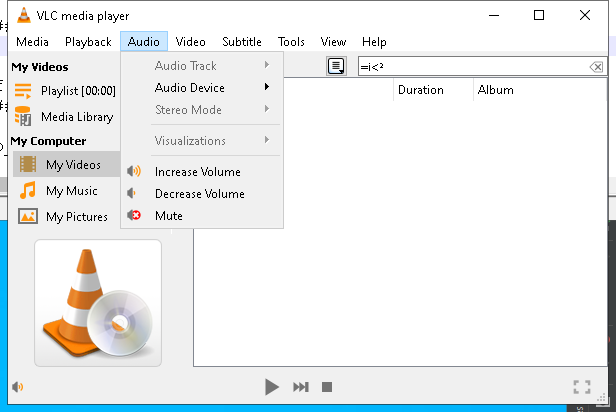 VLC media player
Media Playback Audio Video Subtitle Tools View Help
My Videos
Playlist [00:00]
Media Library
My Computer
My Videos
My Music
My Pictures
Audio Track
Audio Device
Stereo Mode
Visualizations
Increase Volume
Decrease Volume
Mute
=i<²
Duration Album